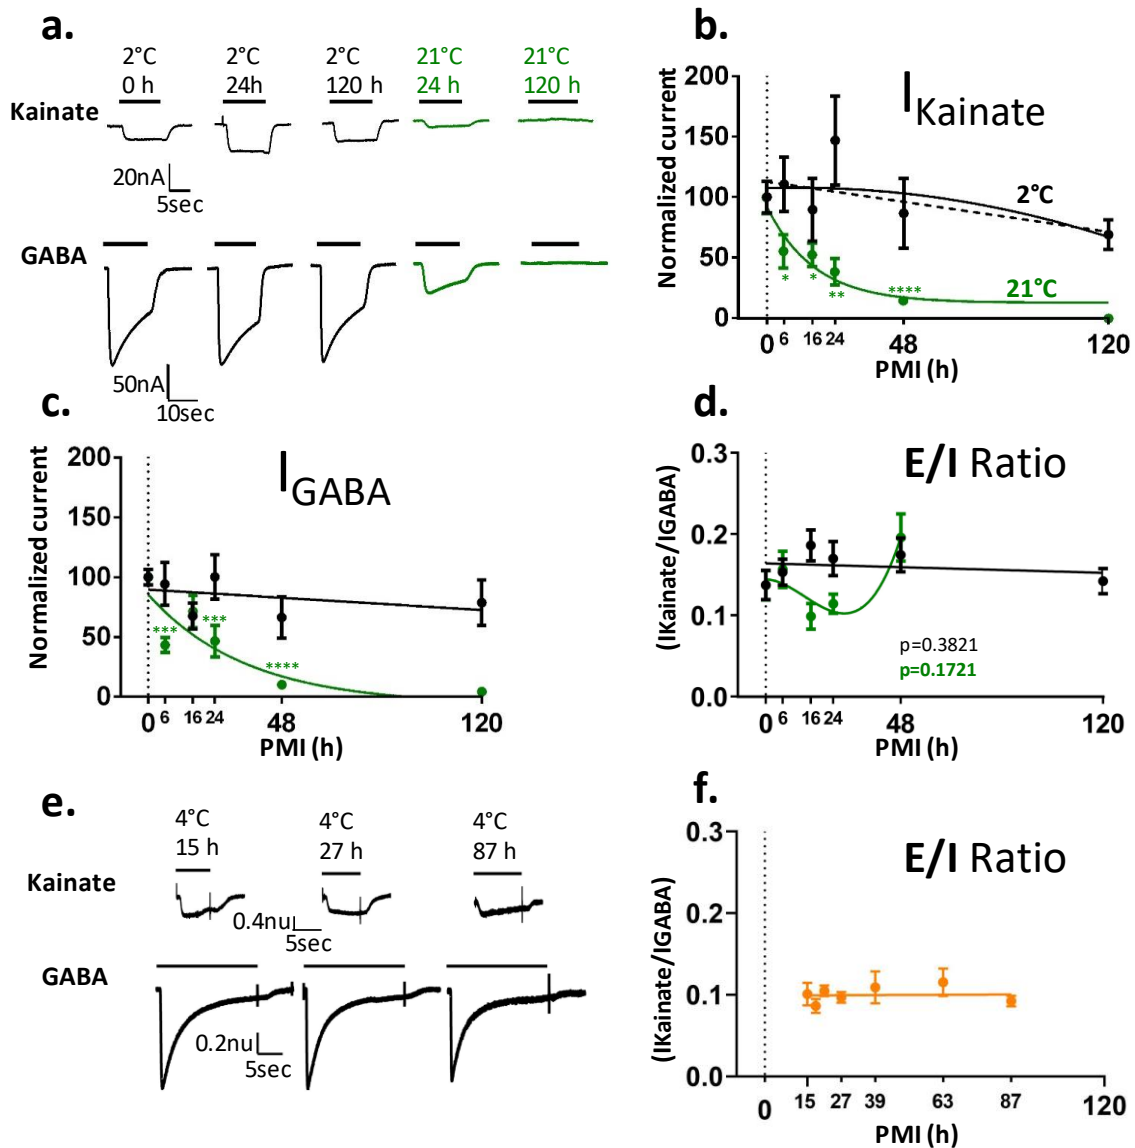 a.
2°C 2°C 2°C 21°C 21°C
0 h 24h 120 h 24 h 120 h
Kainate
20nA
5sec
GABA
50nA
10sec
b.
I Kainate
Normalized current
200
150
100
50
0
2°C
21°C
* * ** ****
0 6 16 24 48 120
PMI (h)
c.
I GABA
Normalized current
200
150
100
50
0
*** *** ****
0 6 16 24 48 120
PMI (h)
d.
E/I Ratio
(IKainate/IGABA)
0.3
0.2
0.1
0.0
p=0.3821
p=0.1721
0 6 16 24 48 120
PMI (h)
e.
4°C 4°C 4°C
15 h 27 h 87 h
Kainate
0.4nu
5sec
GABA
0.2nu
5sec
f.
E/I Ratio
(IKainate/IGABA)
0.3
0.2
0.1
0.0
0 15 27 39 63 87 120
PMI (h)